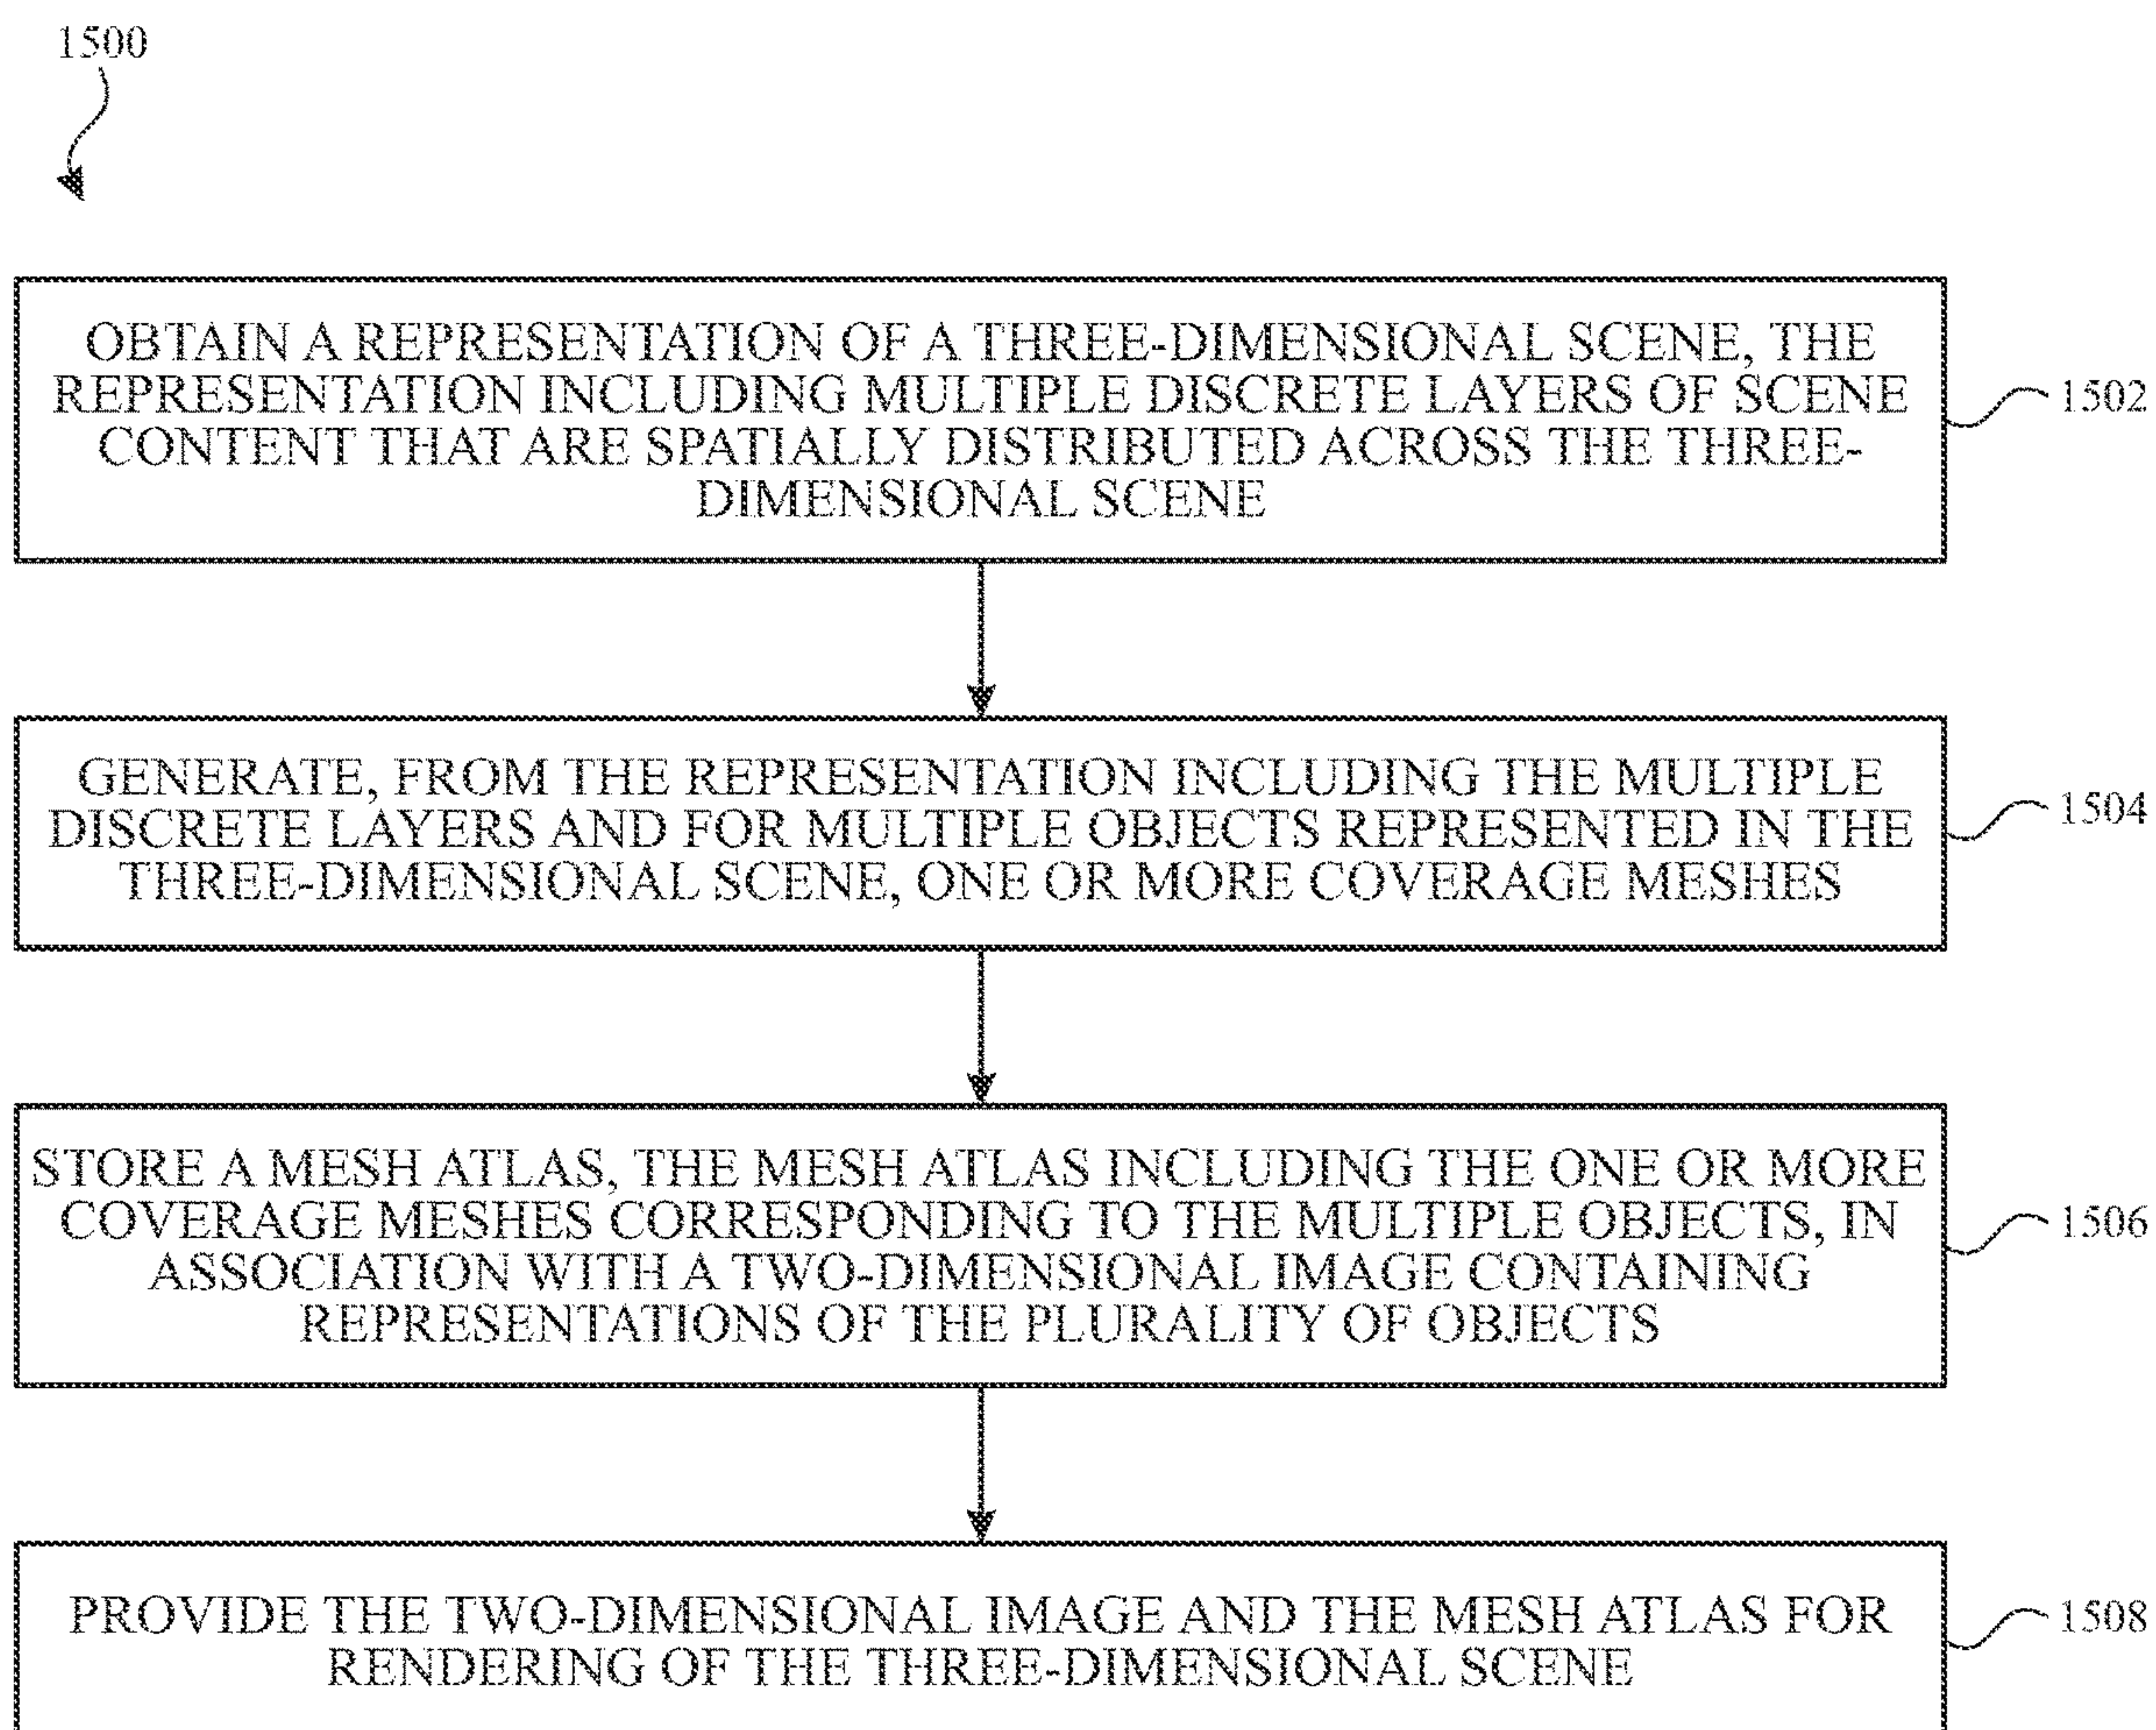 1500
OBTAIN A REPRESENTATION OF A THREE-DIMENSIONAL SCENE, THE
REPRESENTATION INCLUDING MULTIPLE DISCRETE LAYERS OF SCENE
CONTENT THAT ARE SPATIALLY DISTRIBUTED ACROSS THE THREE-
DIMENSIONAL SCENE
1502
GENERATE, FROM THE REPRESENTATION INCLUDING THE MULTIPLE
DISCRETE LAYERS AND FOR MULTIPLE OBJECTS REPRESENTED IN THE
THREE-DIMENSIONAL SCENE, ONE OR MORE COVERAGE MESHES
1504
STORE A MESH ATLAS, THE MESH ATLAS INCLUDING THE ONE OR MORE
COVERAGE MESHES CORRESPONDING TO THE MULTIPLE OBJECTS, IN
ASSOCIATION WITH A TWO-DIMENSIONAL IMAGE CONTAINING
REPRESENTATIONS OF THE PLURALITY OF OBJECTS
1506
PROVIDE THE TWO-DIMENSIONAL IMAGE AND THE MESH ATLAS FOR
RENDERING OF THE THREE-DIMENSIONAL SCENE
1508